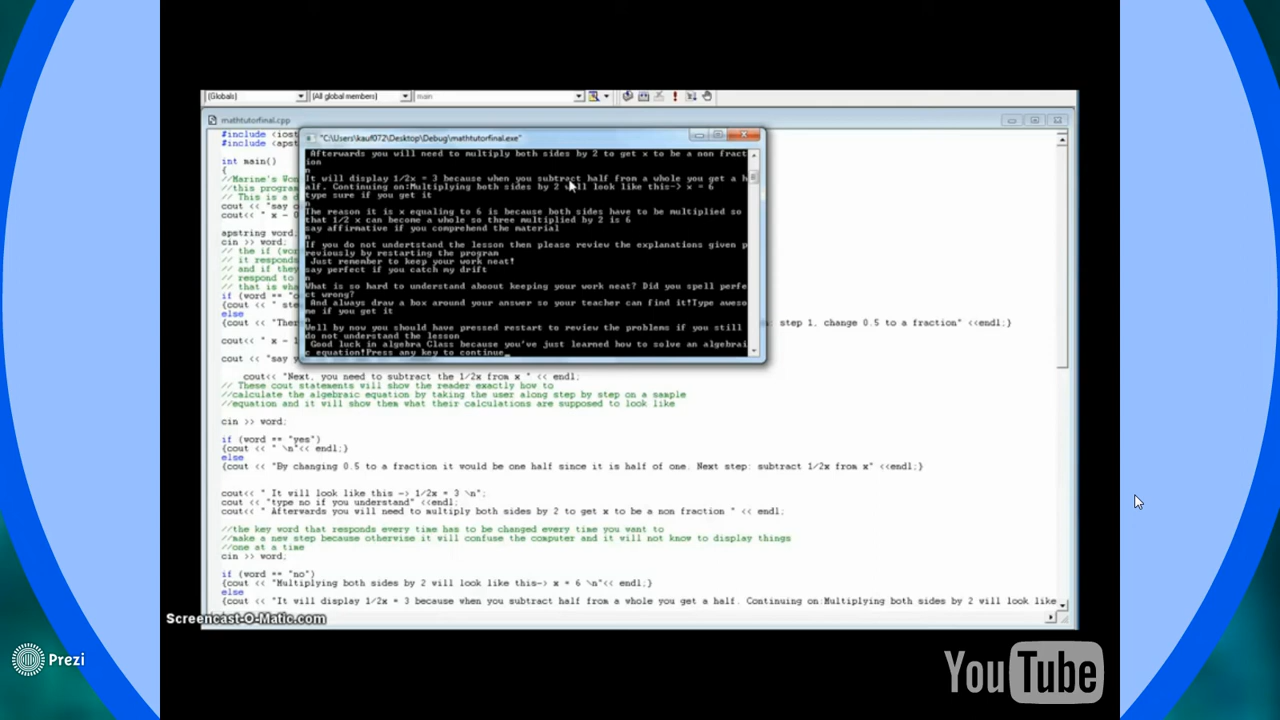 (Globals) (All global members) main
mathtutorfinal.cpp
#include <ios
#include <apst
int main()
{
//Marine's Won
//this program
// This is a d
cout << "say o
cout<< " x - 0
apstring word;
cin >> word;
// the if (wor
// it responds
// and if they
// respond to
// that is wha
if (word == "o
{cout << " ste
else
{cout << "Ther : step 1, change 0.5 to a fraction" <<endl;}
cout<< " x - 1
cout << "say y
"C:\Users\kauf072\Desktop\Debug\mathtutorfinal.exe"
Afterwards you will need to multiply both sides by 2 to get x to be a non fract
ion
n
It will display 1/2x = 3 because when you subtract half from a whole you get a h
alf. Continuing on:Multiplying both sides by 2 will look like this-> x = 6
type sure if you get it
n
The reason it is x equaling to 6 is because both sides have to be multiplied so
that 1/2 x can become a whole so three multiplied by 2 is 6
say affirmative if you comprehend the material
n
If you do not undertstand the lesson then please review the explanations given p
reviously by restarting the program
Just remember to keep your work neat!
say perfect if you catch my drift
n
What is so hard to understand aboout keeping your work neat? Did you spell perfe
ct wrong?
And always draw a box around your answer so your teacher can find it!Type aweso
me if you get it
n
Well by now you should have pressed restart to review the problems if you still
do not understand the lesson
Good luck in algebra Class because you've just learned how to solve an algebrai
c equation!Press any key to continue_
cout<< "Next, you need to subtract the 1/2x from x " << endl;
// These cout statements will show the reader exactly how to
//calculate the algebraic equation by taking the user along step by step on a sample
//equation and it will show them what their calculations are supposed to look like
cin >> word;
if (word == "yes")
{cout << " \n"<< endl;}
else
{cout << "By changing 0.5 to a fraction it would be one half since it is half of one. Next step: subtract 1/2x from x" <<endl;}
cout<< " It will look like this -> 1/2x = 3 \n";
cout << "type no if you understand" <<endl;
cout<< " Afterwards you will need to multiply both sides by 2 to get x to be a non fraction " << endl;
//the key word that responds every time has to be changed every time you want to
//make a new step because otherwise it will confuse the computer and it will not know to display things
//one at a time
cin >> word;
if (word == "no")
{cout << "Multiplying both sides by 2 will look like this-> x = 6 \n"<< endl;}
else
{cout << "It will display 1/2x = 3 because when you subtract half from a whole you get a half. Continuing on:Multiplying both sides by 2 will look like
Screencast-O-Matic.com
Prezi
YouTube